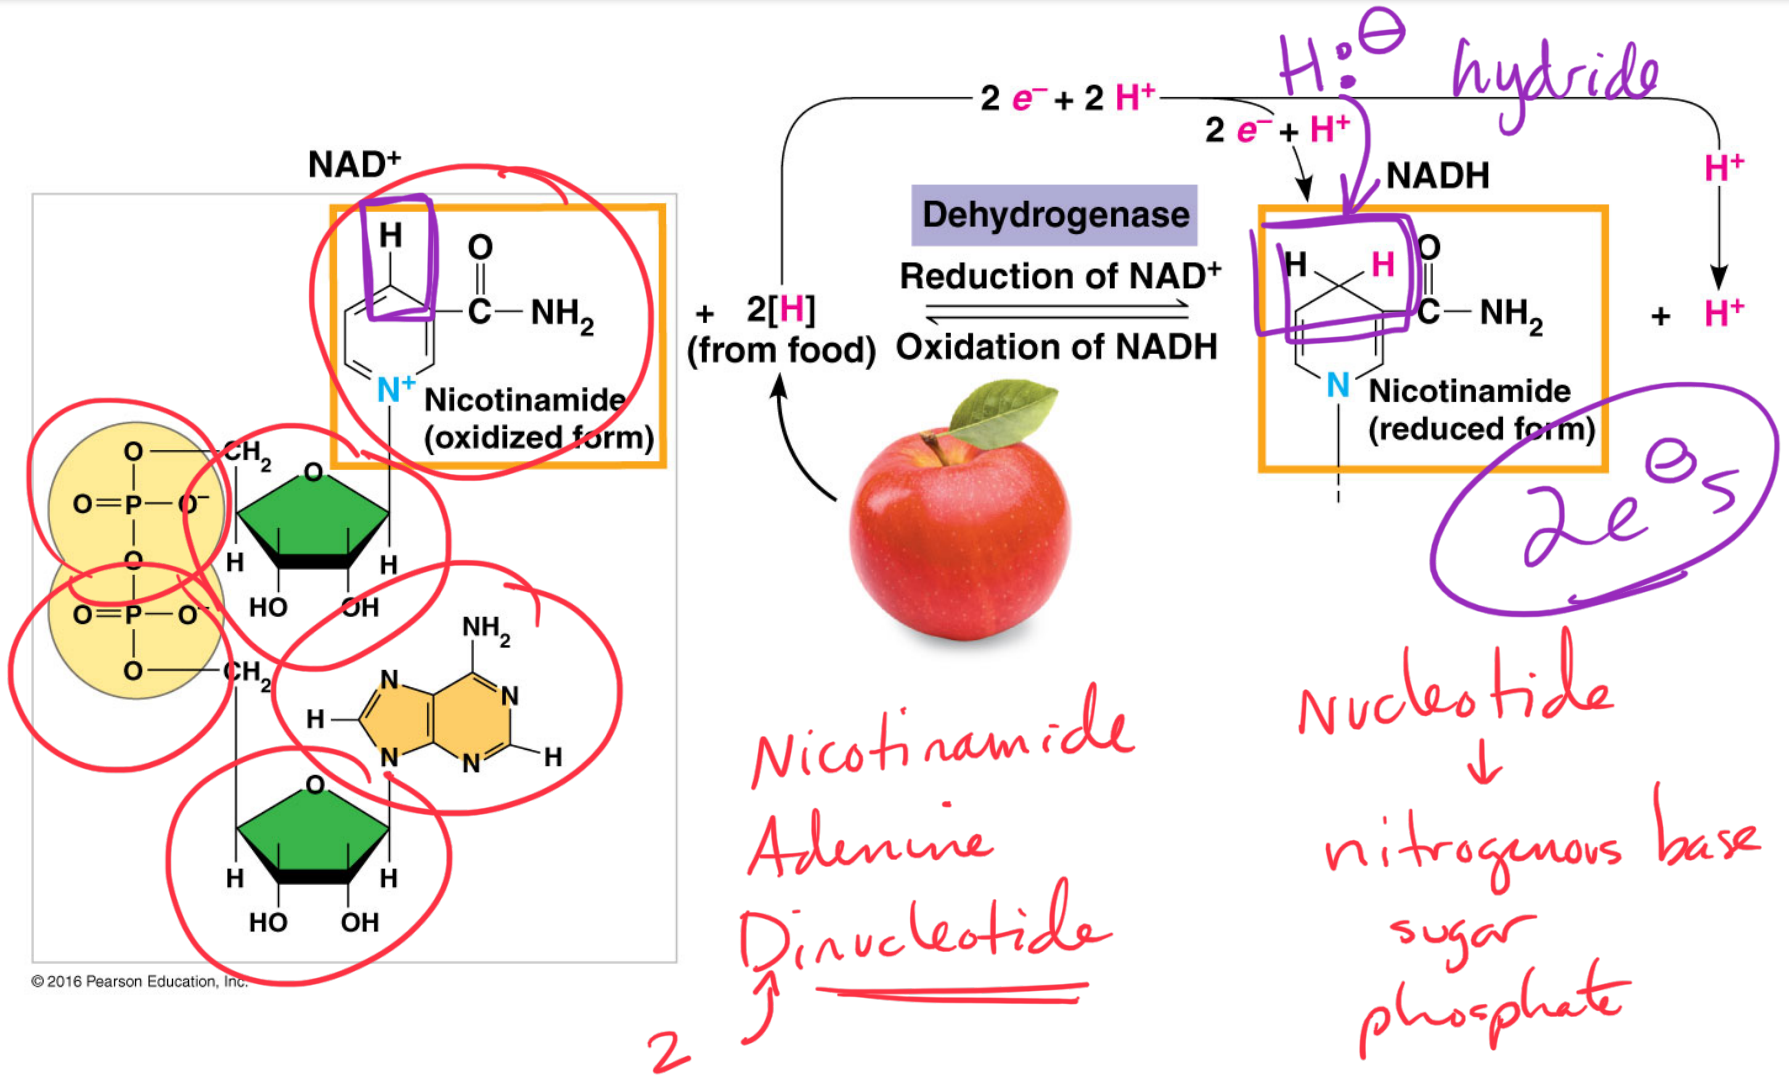 H:⊖ hydride
2 e⁻ + 2 H⁺
2 e⁻ + H⁺
NAD⁺
NADH
H⁺
Dehydrogenase
H
O
C
NH₂
N⁺
Nicotinamide
(oxidized form)
+ 2[H]
(from food)
Reduction of NAD⁺
Oxidation of NADH
H H
O
C
NH₂
N
Nicotinamide
(reduced form)
+ H⁺
2e⊖s
O
CH₂
O=P—O⁻
O
O
H
H
HO
OH
O=P—O⁻
O
CH₂
NH₂
N
N
H
N
N
H
O
H
H
HO
OH
© 2016 Pearson Education, Inc.
Nicotinamide
Adenine
Dinucleotide
2
Nucleotide
↓
nitrogenous base
sugar
phosphate